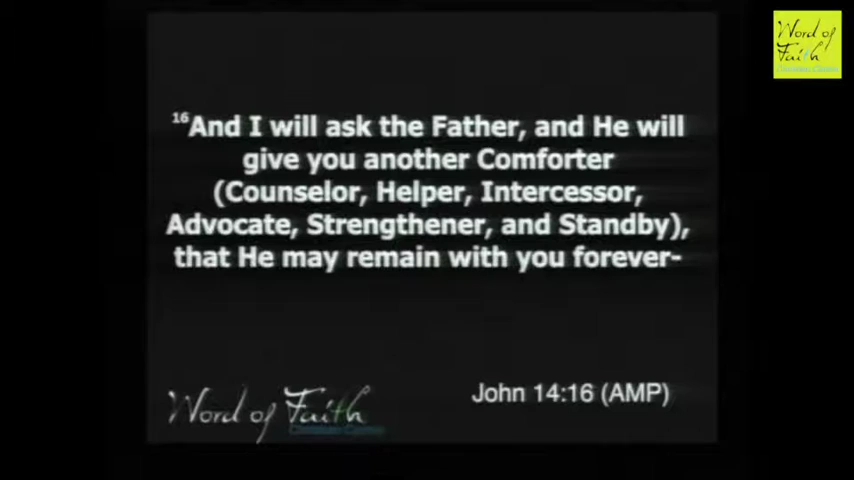 Word of
Faith
¹⁶And I will ask the Father, and He will
give you another Comforter
(Counselor, Helper, Intercessor,
Advocate, Strengthener, and Standby),
that He may remain with you forever-
Word of Faith
John 14:16 (AMP)